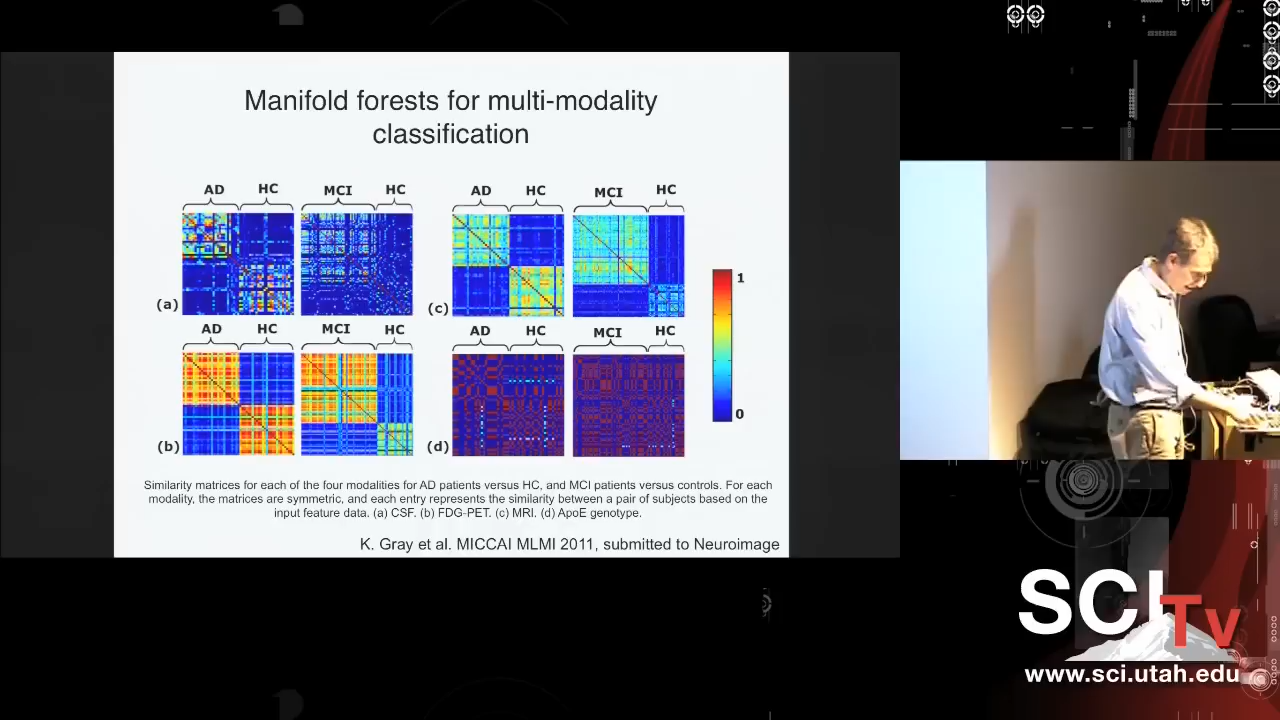 Manifold forests for multi-modality
classification
AD HC MCI HC
(a)
AD HC MCI HC
(c)
AD HC MCI HC
(b)
AD HC MCI HC
(d)
1
0
Similarity matrices for each of the four modalities for AD patients versus HC, and MCI patients versus controls. For each
modality, the matrices are symmetric, and each entry represents the similarity between a pair of subjects based on the
input feature data. (a) CSF. (b) FDG-PET. (c) MRI. (d) ApoE genotype.
K. Gray et al. MICCAI MLMI 2011, submitted to Neuroimage
SCI TV
www.sci.utah.edu